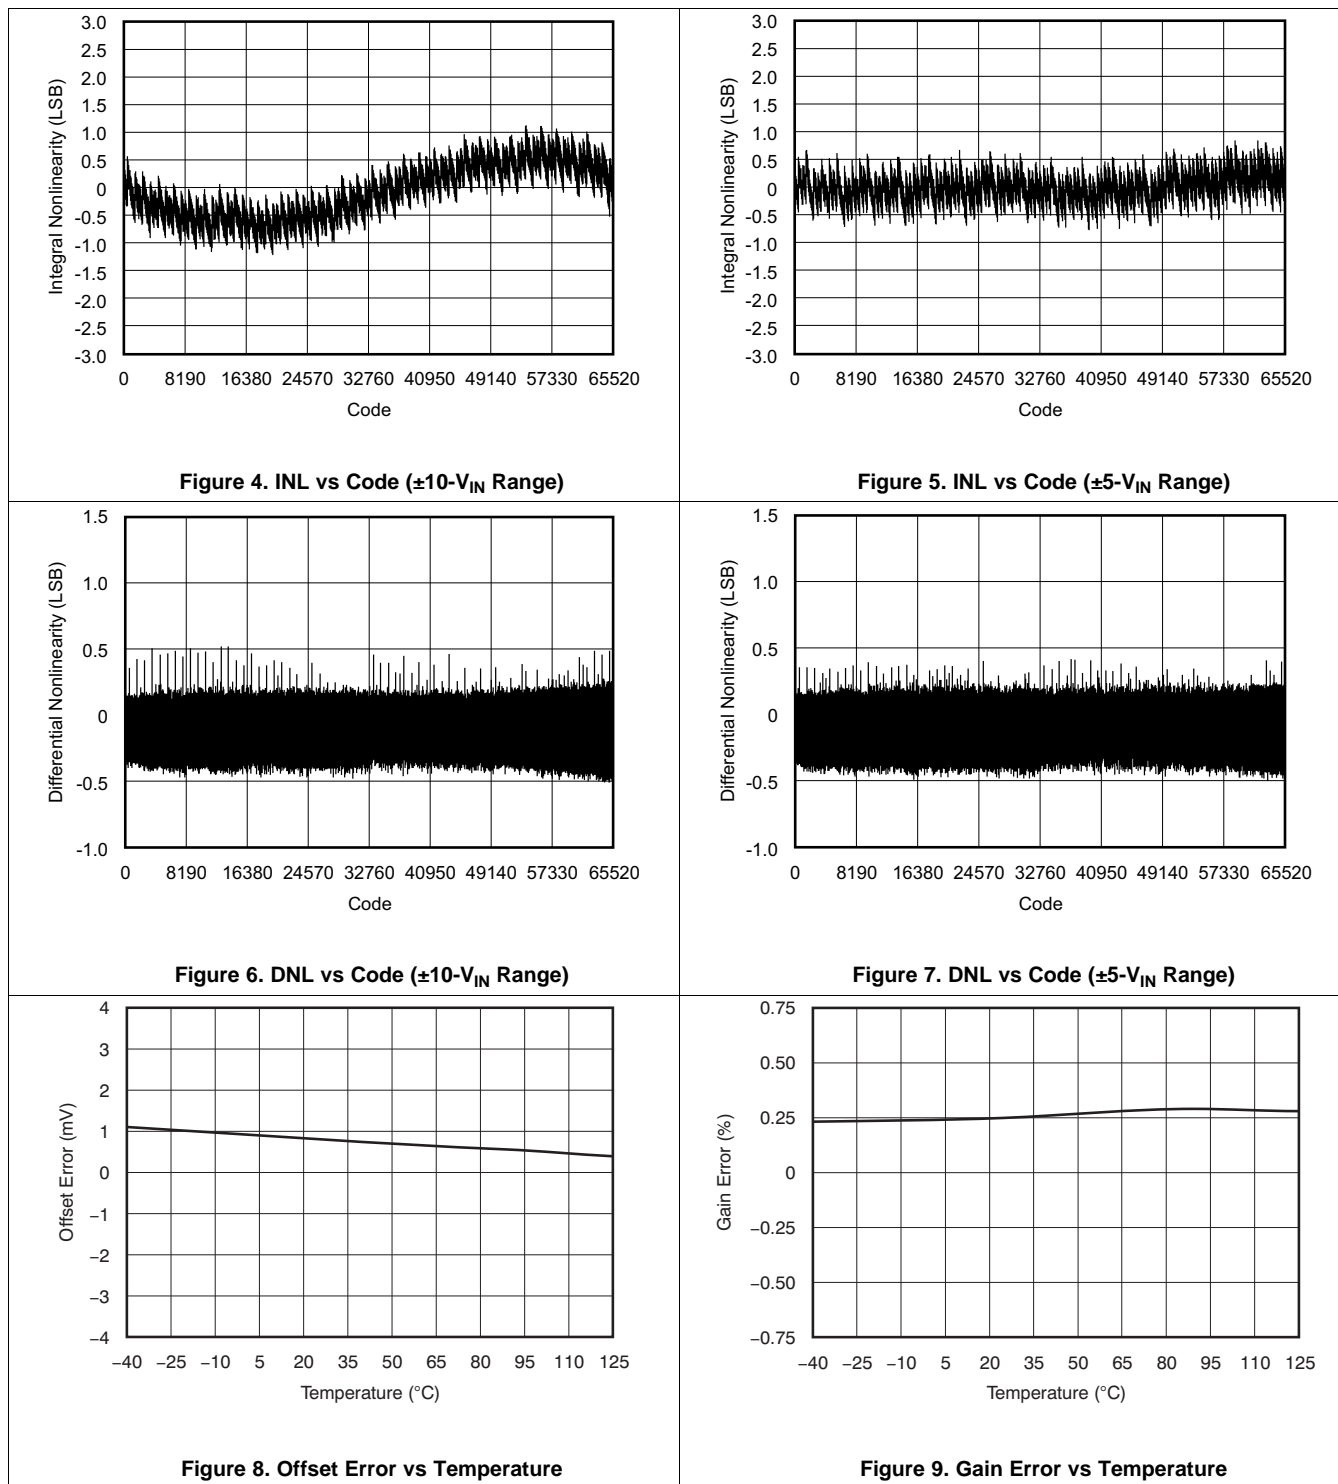 3.0
2.5
2.0
1.5
1.0
0.5
0
-0.5
-1.0
-1.5
-2.0
-2.5
-3.0
Integral Nonlinearity (LSB)
0 8190 16380 24570 32760 40950 49140 57330 65520
Code
Figure 4. INL vs Code (±10-VIN Range)
3.0
2.5
2.0
1.5
1.0
0.5
0
-0.5
-1.0
-1.5
-2.0
-2.5
-3.0
Integral Nonlinearity (LSB)
0 8190 16380 24570 32760 40950 49140 57330 65520
Code
Figure 5. INL vs Code (±5-VIN Range)
1.5
1.0
0.5
0
-0.5
-1.0
Differential Nonlinearity (LSB)
0 8190 16380 24570 32760 40950 49140 57330 65520
Code
Figure 6. DNL vs Code (±10-VIN Range)
1.5
1.0
0.5
0
-0.5
-1.0
Differential Nonlinearity (LSB)
0 8190 16380 24570 32760 40950 49140 57330 65520
Code
Figure 7. DNL vs Code (±5-VIN Range)
4
3
2
1
0
−1
−2
−3
−4
Offset Error (mV)
−40 −25 −10 5 20 35 50 65 80 95 110 125
Temperature (°C)
Figure 8. Offset Error vs Temperature
0.75
0.50
0.25
0
−0.25
−0.50
−0.75
Gain Error (%)
−40 −25 −10 5 20 35 50 65 80 95 110 125
Temperature (°C)
Figure 9. Gain Error vs Temperature